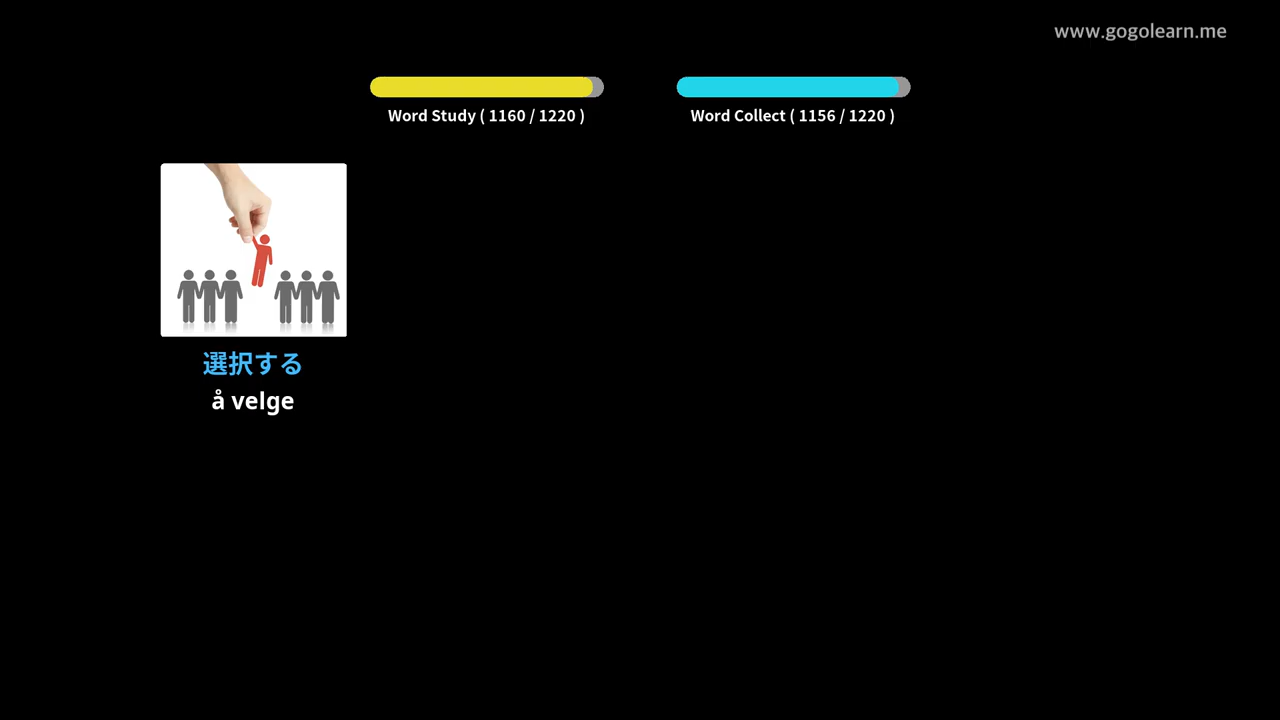 www.gogolearn.me
Word Study ( 1160 / 1220 )
Word Collect ( 1156 / 1220 )
選択する
å velge